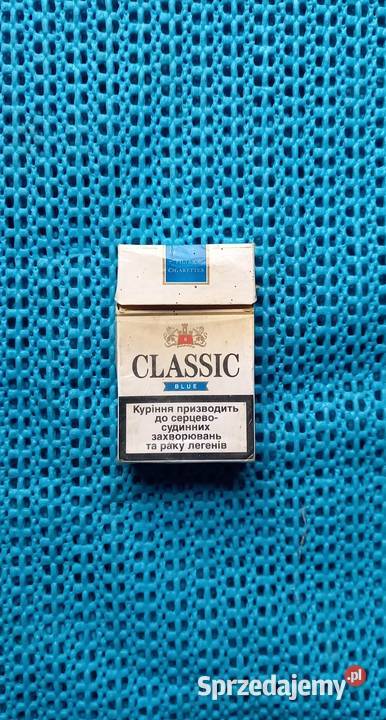 CIGARETTES
CLASSIC
BLUE
Куріння призводить
до серцево-
судинних
захворювань
та раку легенів
Sprzedajemy.pl